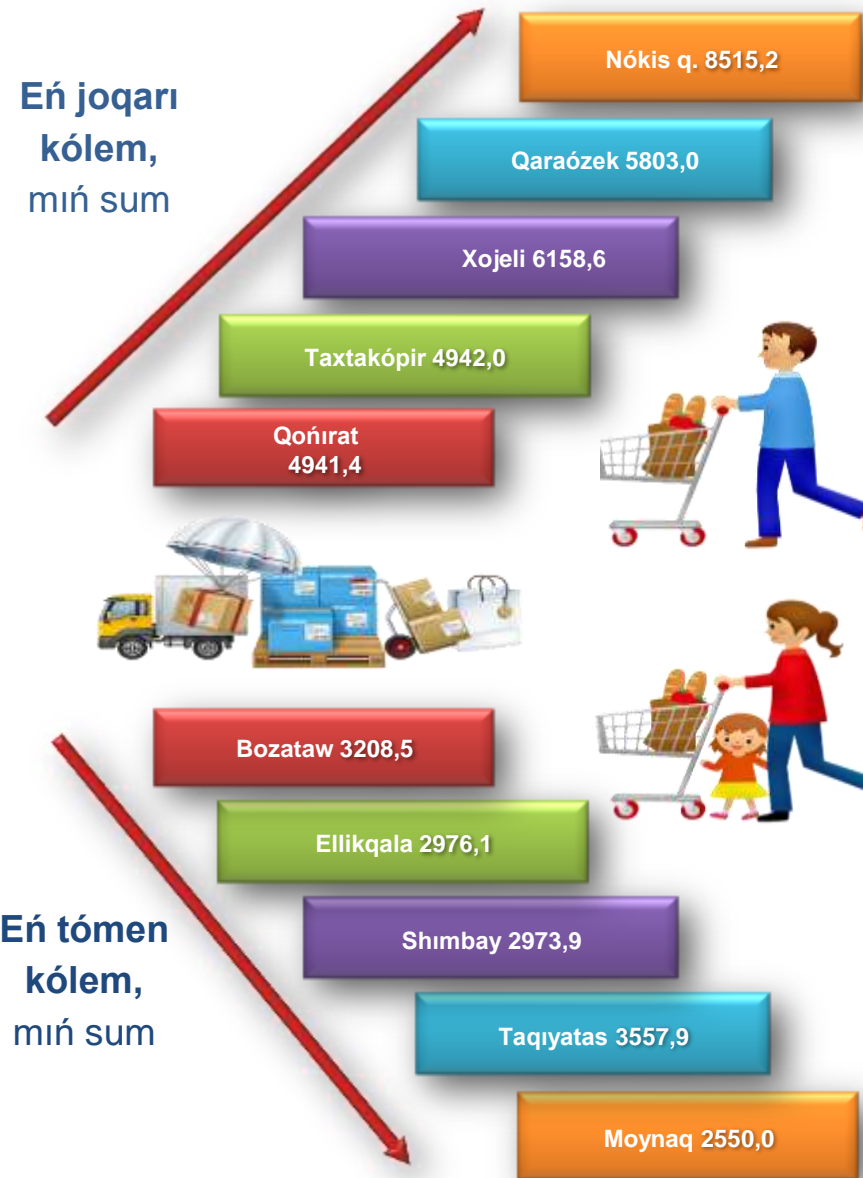 Eń joqarı
kólem,
mıń sum
Nókis q. 8515,2
Qaraózek 5803,0
Xojeli 6158,6
Taxtakópir 4942,0
Qońırat
4941,4
Bozataw 3208,5
Ellikqala 2976,1
Shımbay 2973,9
Taqıyatas 3557,9
Moynaq 2550,0
Eń tómen
kólem,
mıń sum